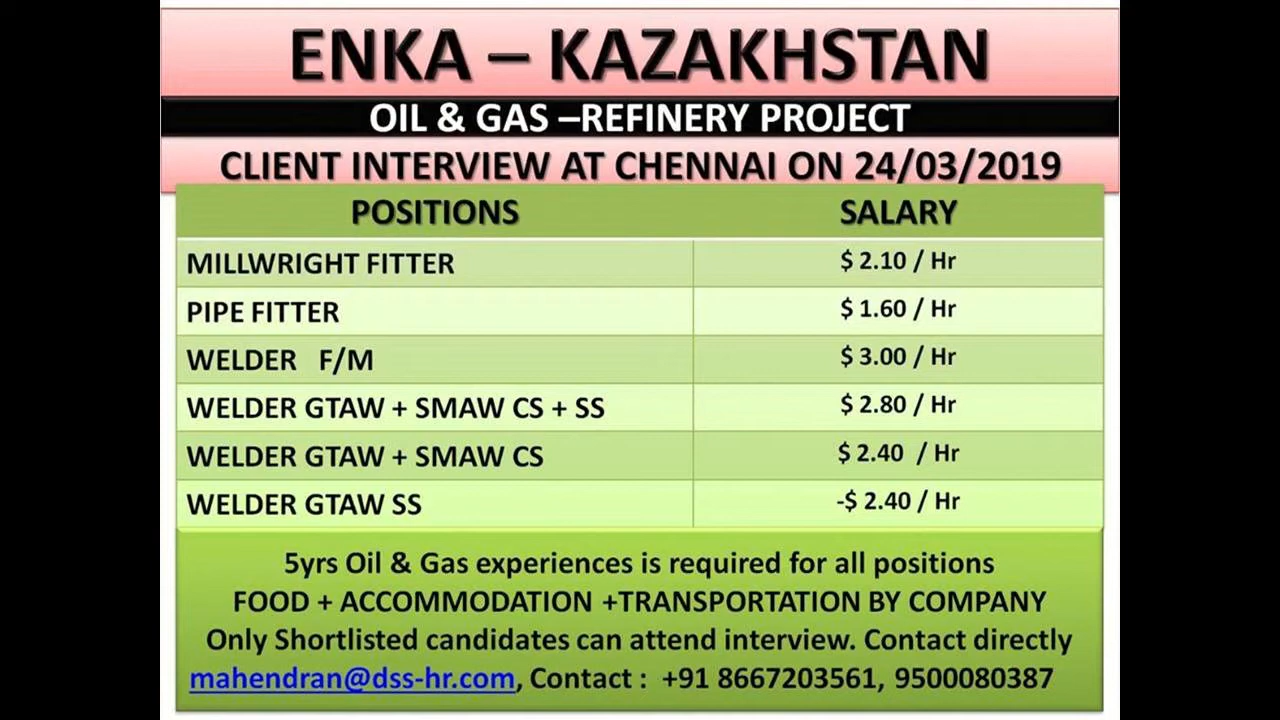 ENKA – KAZAKHSTAN
OIL & GAS –REFINERY PROJECT
CLIENT INTERVIEW AT CHENNAI ON 24/03/2019
POSITIONS SALARY
MILLWRIGHT FITTER $ 2.10 / Hr
PIPE FITTER $ 1.60 / Hr
WELDER F/M $ 3.00 / Hr
WELDER GTAW + SMAW CS + SS $ 2.80 / Hr
WELDER GTAW + SMAW CS $ 2.40 / Hr
WELDER GTAW SS -$ 2.40 / Hr
5yrs Oil & Gas experiences is required for all positions
FOOD + ACCOMMODATION +TRANSPORTATION BY COMPANY
Only Shortlisted candidates can attend interview. Contact directly
mahendran@dss-hr.com, Contact : +91 8667203561, 9500080387